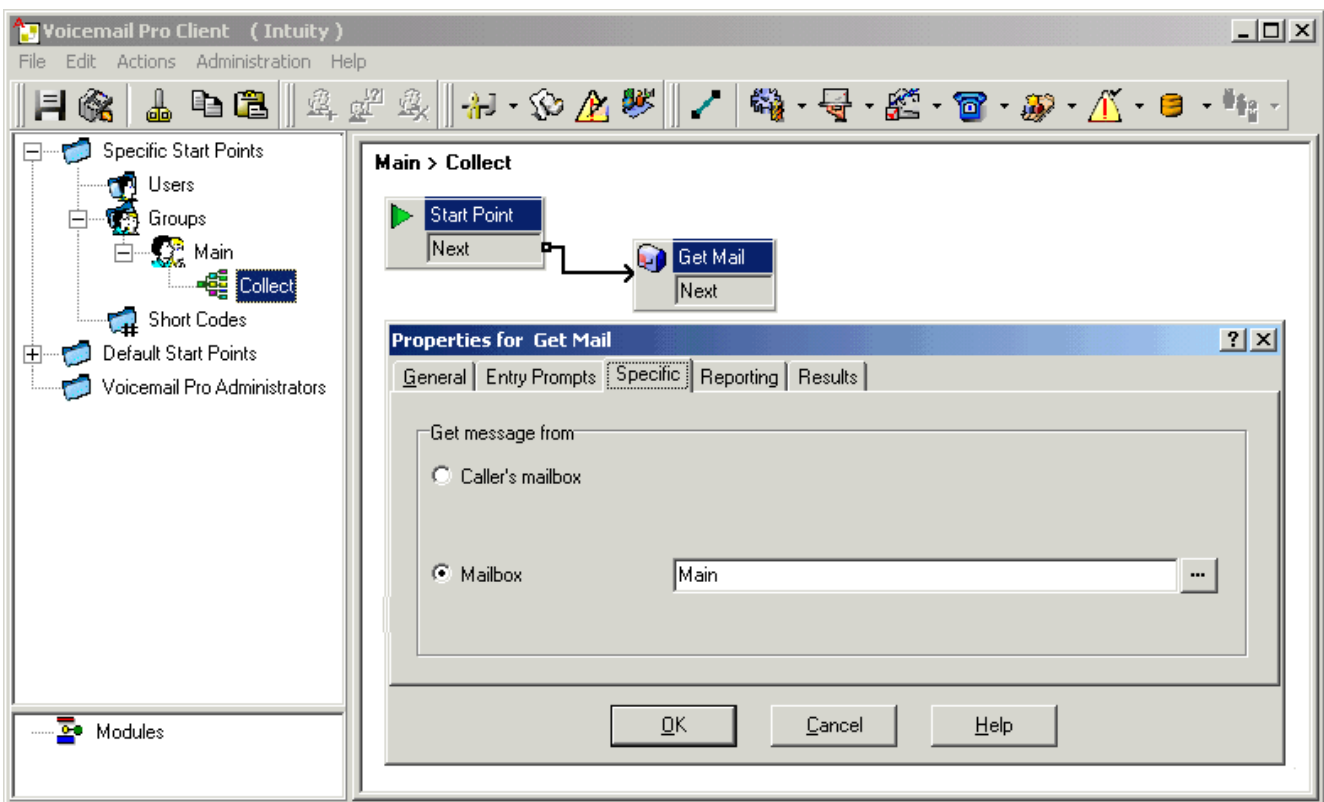 Voicemail Pro Client ( Intuity )
File Edit Actions Administration Help
Specific Start Points
Users
Groups
Main
Collect
Short Codes
Default Start Points
Voicemail Pro Administrators
Modules
Main > Collect
Start Point
Next
Get Mail
Next
Properties for Get Mail
General Entry Prompts Specific Reporting Results
Get message from
Caller's mailbox
Mailbox Main ...
OK Cancel Help